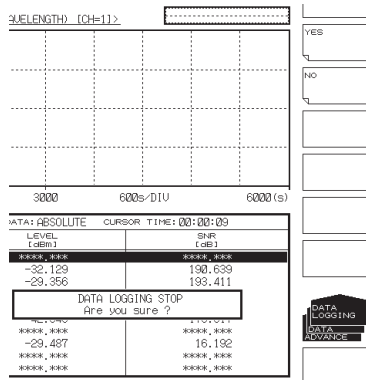 AVELENGTH) [CH=1]>
YES
NO
3000 600s/DIV 6000(s)
DATA: ABSOLUTE CURSOR TIME: 00:00:09
LEVEL SNR
[dBm] [dB]
****.*** ****.***
-32.129 190.639
-29.356 193.411
DATA LOGGING STOP
Are you sure ?
****.*** ****.***
-29.487 16.192
****.*** ****.***
****.*** ****.***
DATA
LOGGING
DATA
ADVANCE